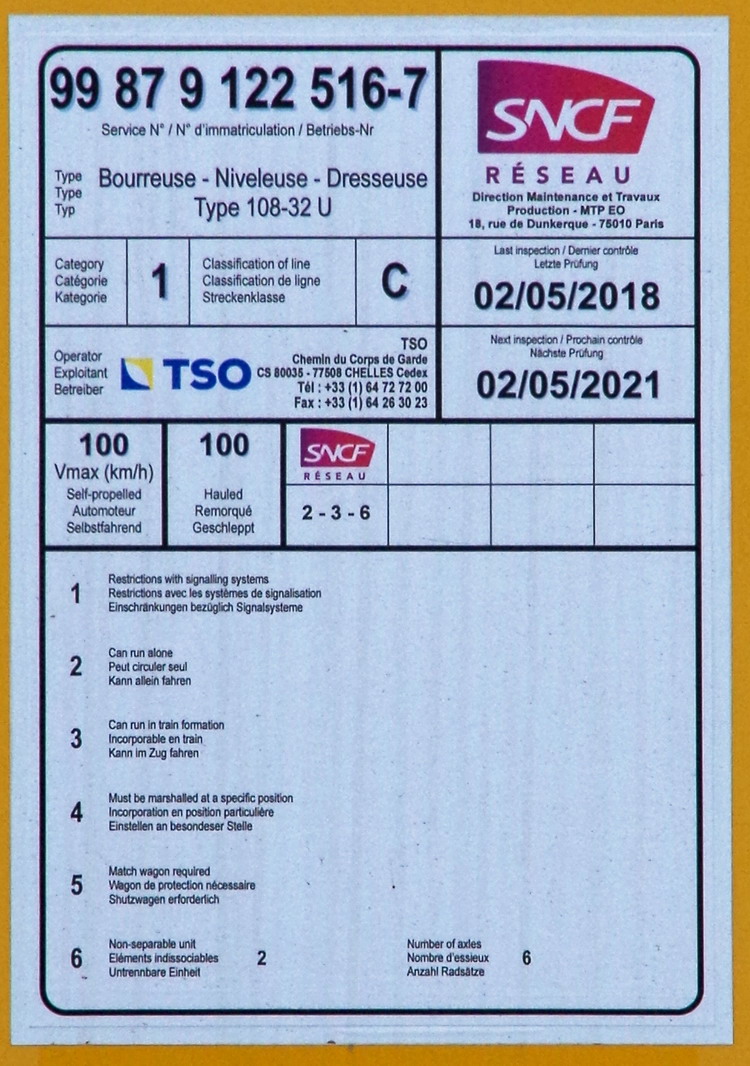 99 87 9 122 516-7
Service N° / N° d'immatriculation / Betriebs-Nr
Type
Type
Typ
Bourreuse - Niveleuse - Dresseuse
Type 108-32 U
SNCF
RÉSEAU
Direction Maintenance et Travaux
Production - MTP EO
18, rue de Dunkerque - 75010 Paris
Category
Catégorie
Kategorie
1
Classification of line
Classification de ligne
Streckenklasse
C
Last inspection / Dernier contrôle
Letzte Prüfung
02/05/2018
Operator
Exploitant
Betreiber
TSO
TSO
Chemin du Corps de Garde
CS 80035 - 77508 CHELLES Cedex
Tél : +33 (1) 64 72 72 00
Fax : +33 (1) 64 26 30 23
Next inspection / Prochain contrôle
Nächste Prüfung
02/05/2021
100
Vmax (km/h)
Self-propelled
Automoteur
Selbstfahrend
100
Hauled
Remorqué
Geschleppt
SNCF
RÉSEAU
2 - 3 - 6
1
Restrictions with signalling systems
Restrictions avec les systèmes de signalisation
Einschränkungen bezüglich Signalsysteme
2
Can run alone
Peut circuler seul
Kann allein fahren
3
Can run in train formation
Incorporable en train
Kann im Zug fahren
4
Must be marshalled at a specific position
Incorporation en position particulière
Einstellen an besondeser Stelle
5
Match wagon required
Wagon de protection nécessaire
Shutzwagen erforderlich
6
Non-separable unit
Eléments indissociables
Untrennbare Einheit
2
Number of axles
Nombre d'essieux
Anzahl Radsätze
6